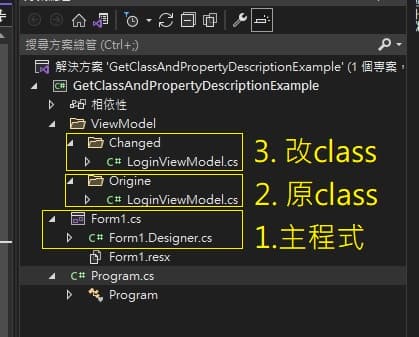 搜尋方案總管 (Ctrl+;)
解決方案 'GetClassAndPropertyDescriptionExample' (1 個專案，
GetClassAndPropertyDescriptionExample
相依性
ViewModel
Changed
C# LoginViewModel.cs
3. 改class
Origine
C# LoginViewModel.cs
2. 原class
Form1.cs
C# Form1.Designer.cs
1.主程式
Form1.resx
C# Program.cs
Program